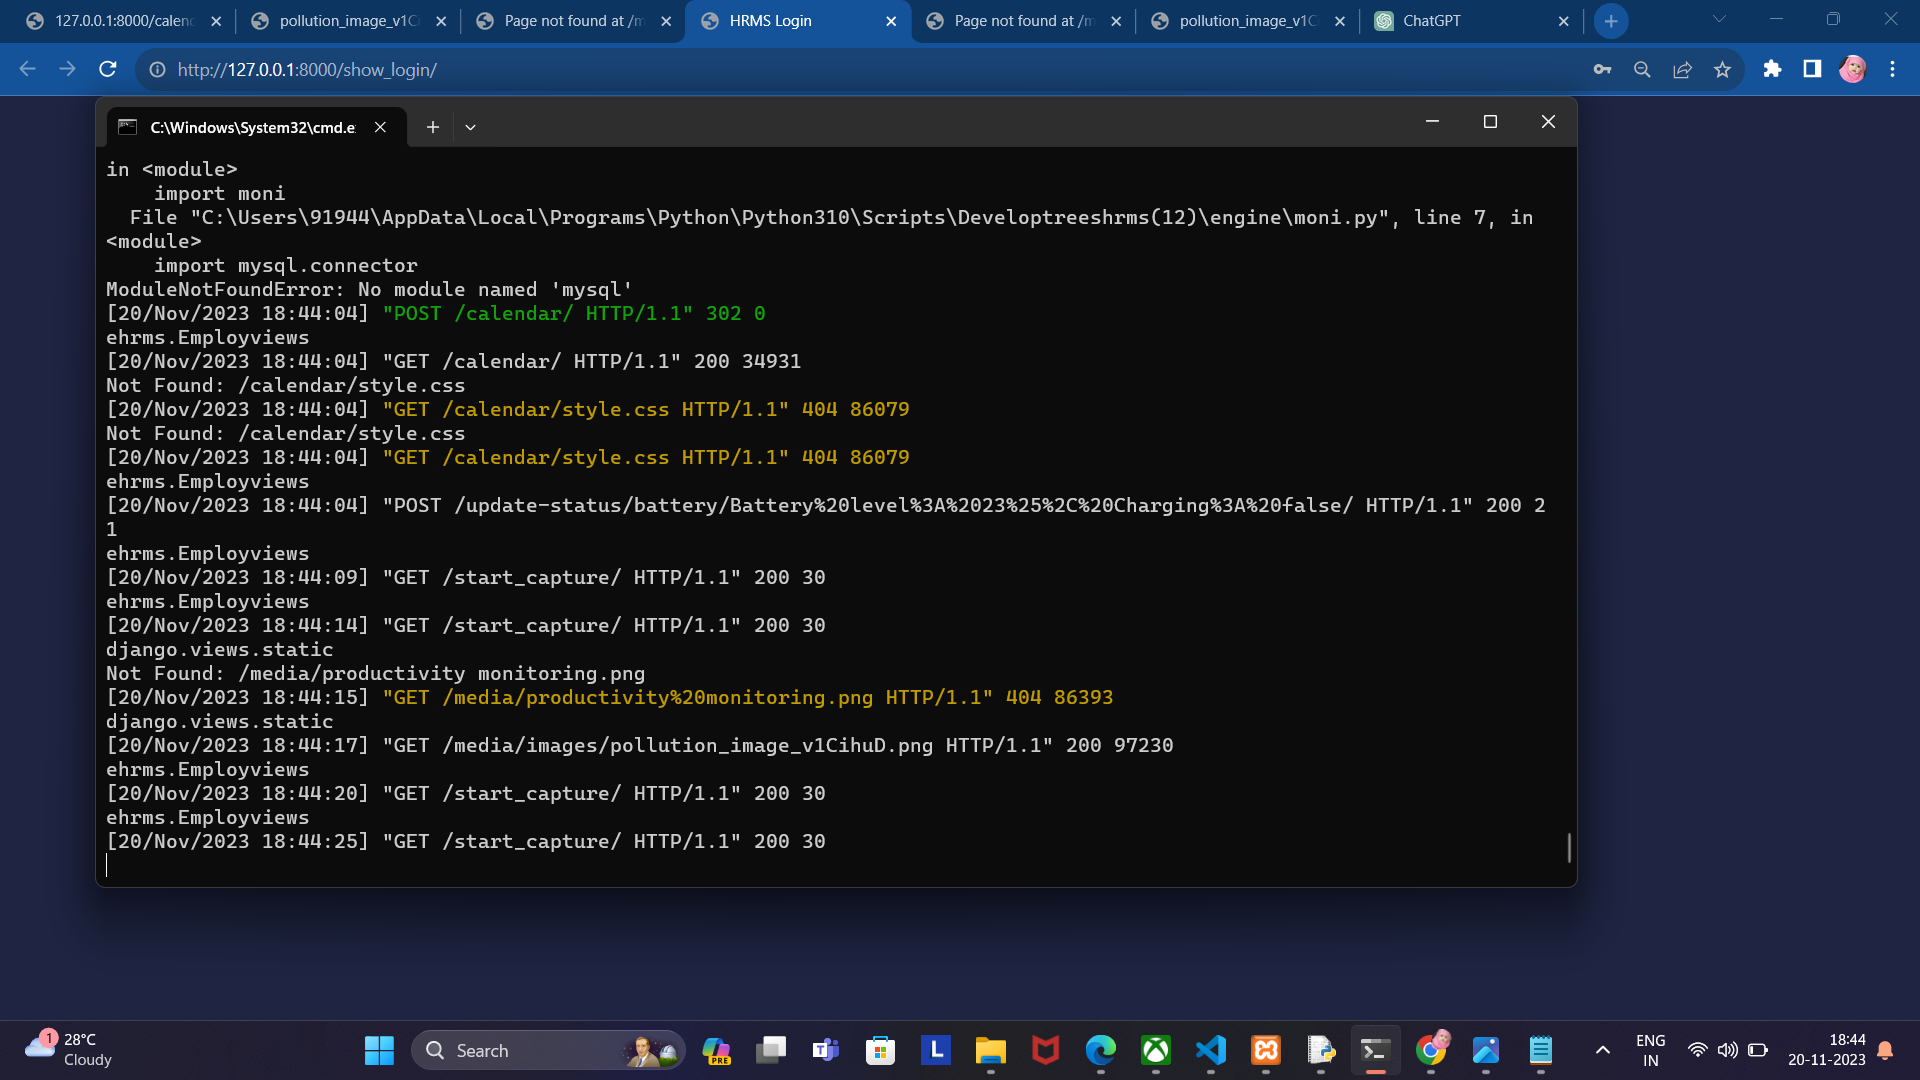 127.0.0.1:8000/calen
pollution_image_v1C
Page not found at /m
HRMS Login
Page not found at /m
pollution_image_v1C
ChatGPT
http://127.0.0.1:8000/show_login/
C:\Windows\System32\cmd.e
in <module>
    import moni
  File "C:\Users\91944\AppData\Local\Programs\Python\Python310\Scripts\Developtreeshrms(12)\engine\moni.py", line 7, in
<module>
    import mysql.connector
ModuleNotFoundError: No module named 'mysql'
[20/Nov/2023 18:44:04] "POST /calendar/ HTTP/1.1" 302 0
ehrms.Employviews
[20/Nov/2023 18:44:04] "GET /calendar/ HTTP/1.1" 200 34931
Not Found: /calendar/style.css
[20/Nov/2023 18:44:04] "GET /calendar/style.css HTTP/1.1" 404 86079
Not Found: /calendar/style.css
[20/Nov/2023 18:44:04] "GET /calendar/style.css HTTP/1.1" 404 86079
ehrms.Employviews
[20/Nov/2023 18:44:04] "POST /update-status/battery/Battery%20level%3A%2023%25%2C%20Charging%3A%20false/ HTTP/1.1" 200 2
1
ehrms.Employviews
[20/Nov/2023 18:44:09] "GET /start_capture/ HTTP/1.1" 200 30
ehrms.Employviews
[20/Nov/2023 18:44:14] "GET /start_capture/ HTTP/1.1" 200 30
django.views.static
Not Found: /media/productivity monitoring.png
[20/Nov/2023 18:44:15] "GET /media/productivity%20monitoring.png HTTP/1.1" 404 86393
django.views.static
[20/Nov/2023 18:44:17] "GET /media/images/pollution_image_v1CihuD.png HTTP/1.1" 200 97230
ehrms.Employviews
[20/Nov/2023 18:44:20] "GET /start_capture/ HTTP/1.1" 200 30
ehrms.Employviews
[20/Nov/2023 18:44:25] "GET /start_capture/ HTTP/1.1" 200 30
1
28°C
Cloudy
Search
PRE
L
ENG
IN
18:44
20-11-2023